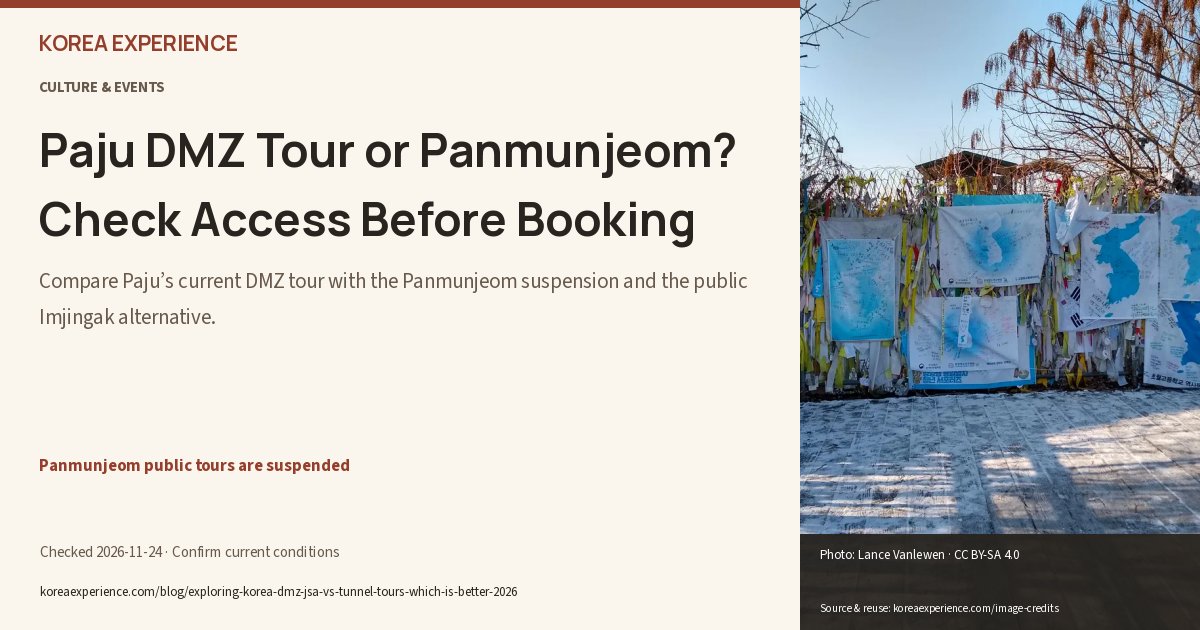 KOREA EXPERIENCE
CULTURE & EVENTS
Paju DMZ Tour or Panmunjeom?
Check Access Before Booking
Compare Paju’s current DMZ tour with the Panmunjeom suspension and the public
Imjingak alternative.
Panmunjeom public tours are suspended
Checked 2026-11-24 · Confirm current conditions
koreaexperience.com/blog/exploring-korea-dmz-jsa-vs-tunnel-tours-which-is-better-2026
Photo: Lance Vanlewen · CC BY-SA 4.0
Source & reuse: koreaexperience.com/image-credits